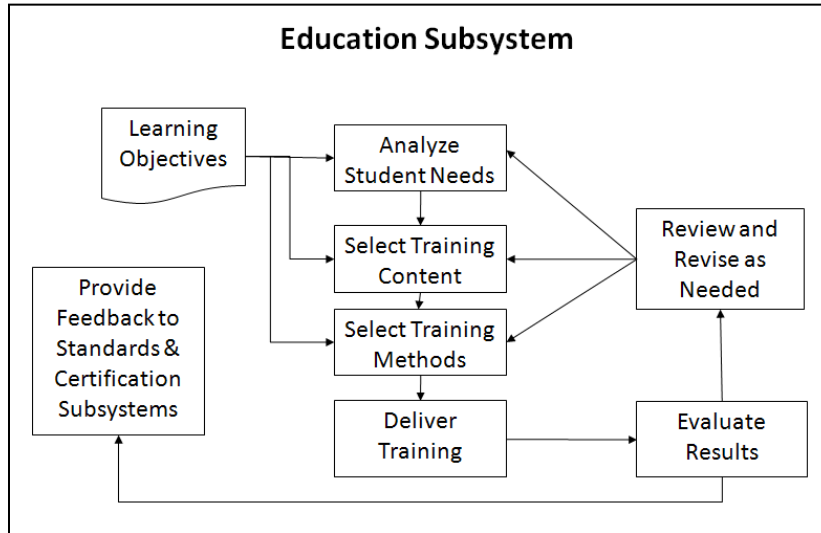 Education Subsystem
Learning
Objectives
Analyze
Student Needs
Select Training
Content
Review and
Revise as
Needed
Provide
Feedback to
Standards &
Certification
Subsystems
Select Training
Methods
Deliver
Training
Evaluate
Results